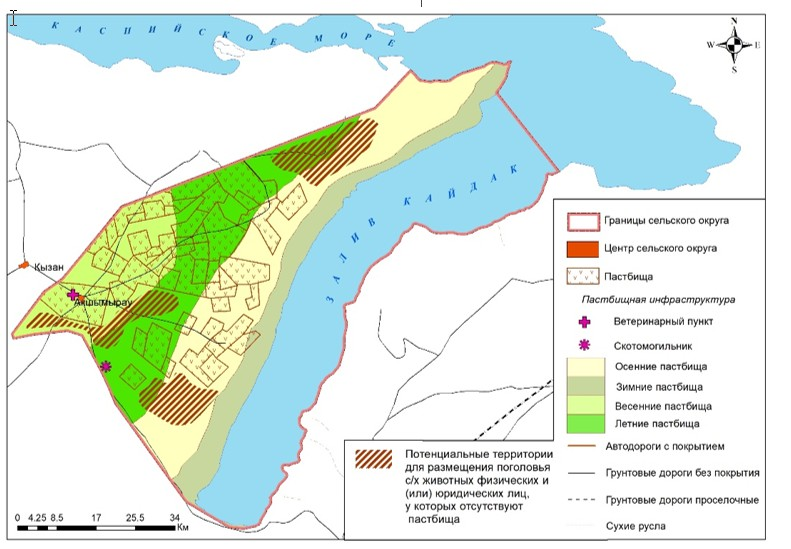 КАСПИЙСКОЕ МОРЕ
N
W E
S
ЗАЛИВ КАЙДАК
Қызан
Ақшымырау
Границы сельского округа
Центр сельского округа
Пастбища
Пастбищная инфраструктура
Ветеринарный пункт
Скотомогильник
Осенние пастбища
Зимние пастбища
Весенние пастбища
Летние пастбища
Автодороги с покрытием
Грунтовые дороги без покрытия
Грунтовые дороги проселочные
Сухие русла
Потенциальные территории
для размещения поголовья
с/х животных физических и
(или) юридических лиц,
у которых отсутствуют
пастбища
0 4.25 8.5 17 25.5 34
Км